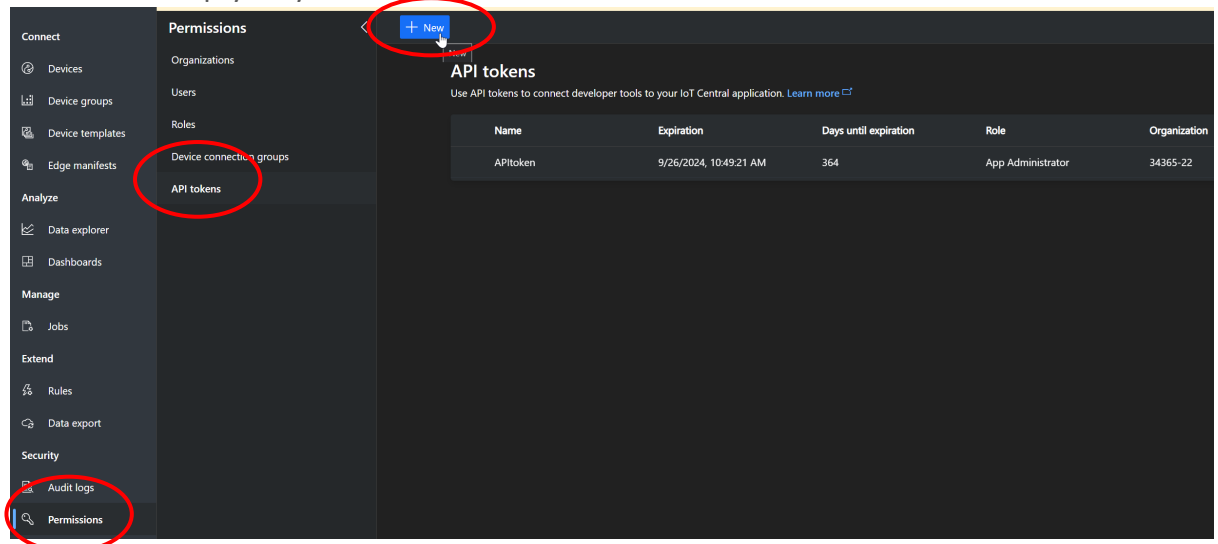 Connect
Devices
Device groups
Device templates
Edge manifests
Analyze
Data explorer
Dashboards
Manage
Jobs
Extend
Rules
Data export
Security
Audit logs
Permissions
Permissions
Organizations
Users
Roles
Device connection groups
API tokens
New
New
API tokens
Use API tokens to connect developer tools to your IoT Central application. Learn more
Name Expiration Days until expiration Role Organization
APItoken 9/26/2024, 10:49:21 AM 364 App Administrator 34365-22